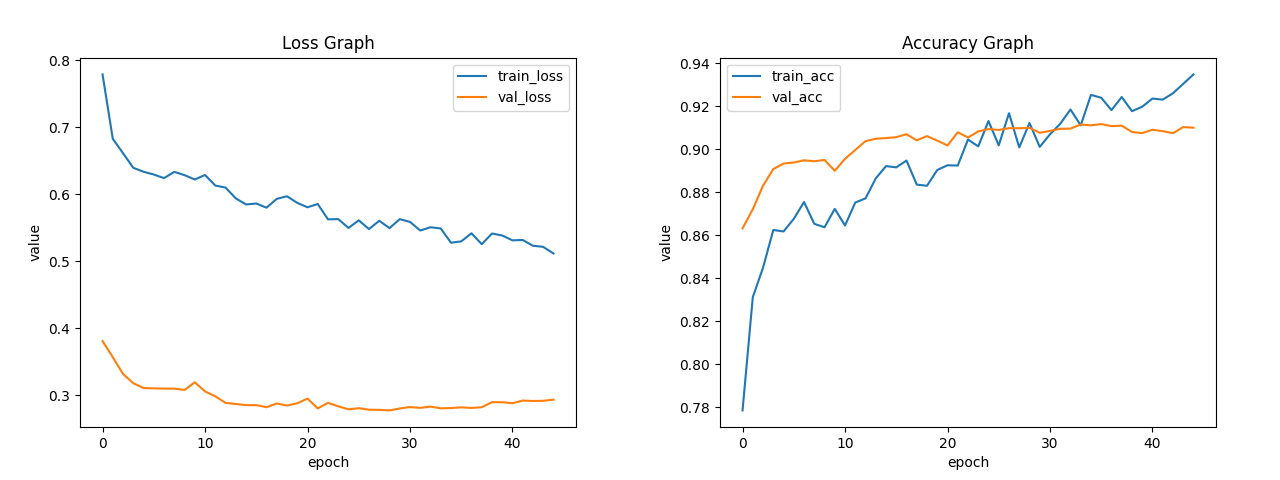 Loss Graph
train_loss
val_loss
0.8
0.7
0.6
0.5
0.4
0.3
value
0
10
20
30
40
epoch
Accuracy Graph
train_acc
val_acc
0.94
0.92
0.90
0.88
0.86
0.84
0.82
0.80
0.78
value
0
10
20
30
40
epoch